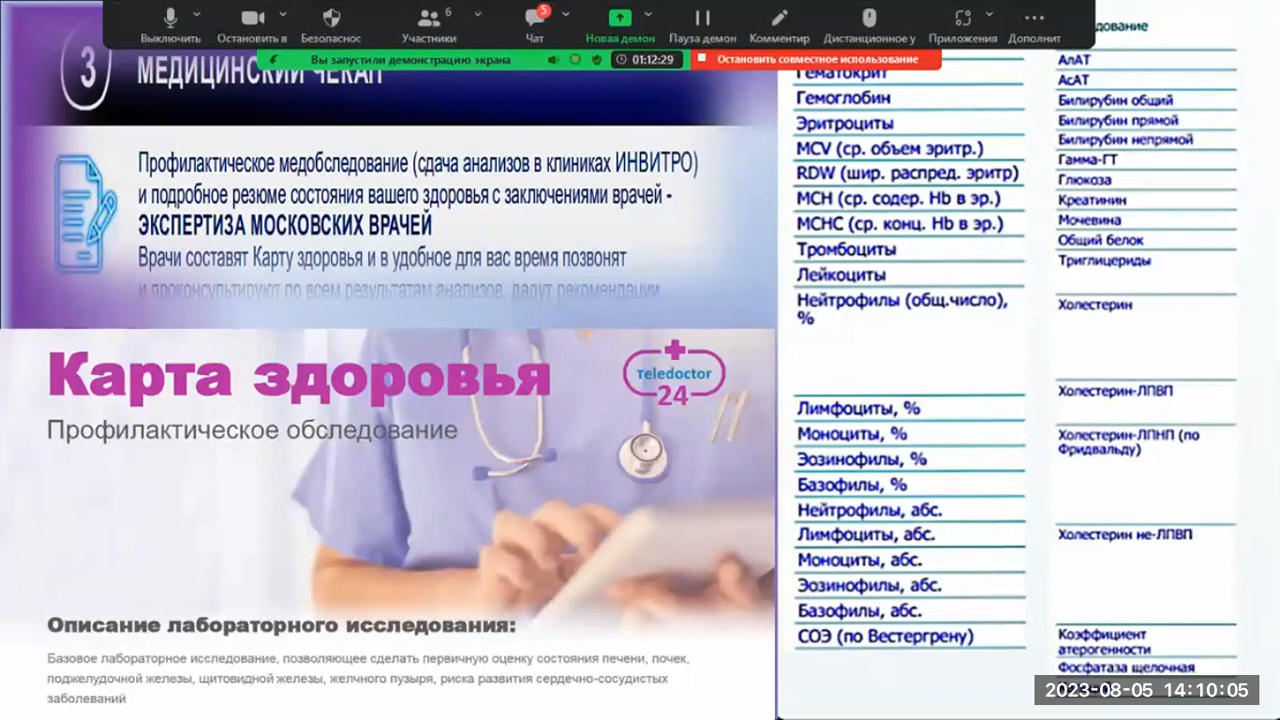 6
5
Выключить
Остановить в
Безопаснос
Чат
Новая демон
Пауза демон
Комментир
Дистанционное у
Приложения
Дополнит
Вы запустили демонстрацию экрана
01:12:29
Остановить совместное использование
3
МЕДИЦИНСКИЙ ЧЕКАП
Профилактическое медобследование (сдача анализов в клиниках ИНВИТРО)
и подробное резюме состояния вашего здоровья с заключениями врачей -
ЭКСПЕРТИЗА МОСКОВСКИХ ВРАЧЕЙ
Врачи составят Карту здоровья и в удобное для вас время позвонят
по всем результатам анализов, дадут рекомендации
Карта здоровья
Профилактическое обследование
teledoctor
24
Описание лабораторного исследования:
Базовое лабораторное исследование, позволяющее сделать первичную оценку состояния печени, почек,
поджелудочной железы, щитовидной железы, желчного пузыря, риска развития сердечно-сосудистых
заболеваний
Гематокрит
Гемоглобин
Эритроциты
MCV (ср. объем эритр.)
RDW (шир. распред. эритр)
MCH (ср. содер. Hb в эр.)
MCHC (ср. конц. Hb в эр.)
Тромбоциты
Лейкоциты
Нейтрофилы (общ.число),
%
Лимфоциты, %
Моноциты, %
Эозинофилы, %
Базофилы, %
Нейтрофилы, абс.
Лимфоциты, абс.
Моноциты, абс.
Эозинофилы, абс.
Базофилы, абс.
СОЭ (по Вестергрену)
АлАТ
АсАТ
Билирубин общий
Билирубин прямой
Билирубин непрямой
Гамма-ГТ
Глюкоза
Креатинин
Мочевина
Общий белок
Триглицериды
Холестерин
Холестерин-ЛПВП
Холестерин-ЛПНП (по
Фридвальду)
Холестерин не-ЛПВП
Коэффициент
атерогенности
Фосфатаза щелочная
2023-08-05 14:10:05